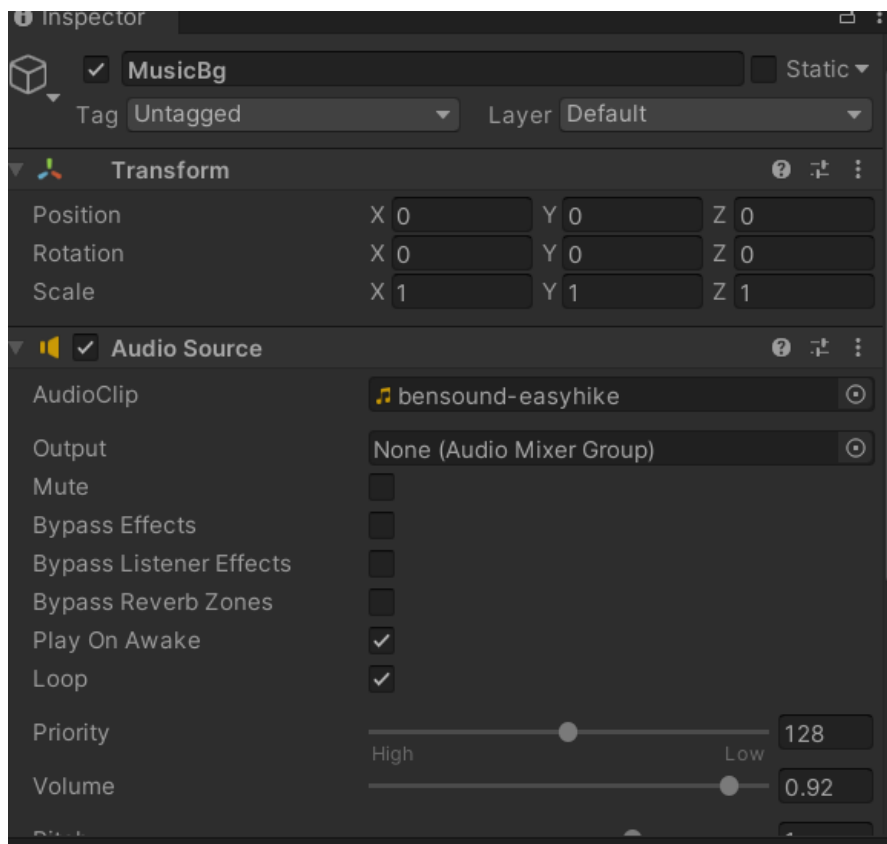 Inspector
MusicBg Static
Tag Untagged Layer Default
Transform
Position X 0 Y 0 Z 0
Rotation X 0 Y 0 Z 0
Scale X 1 Y 1 Z 1
Audio Source
AudioClip bensound-easyhike
Output None (Audio Mixer Group)
Mute
Bypass Effects
Bypass Listener Effects
Bypass Reverb Zones
Play On Awake
Loop
Priority 128
High Low
Volume 0.92